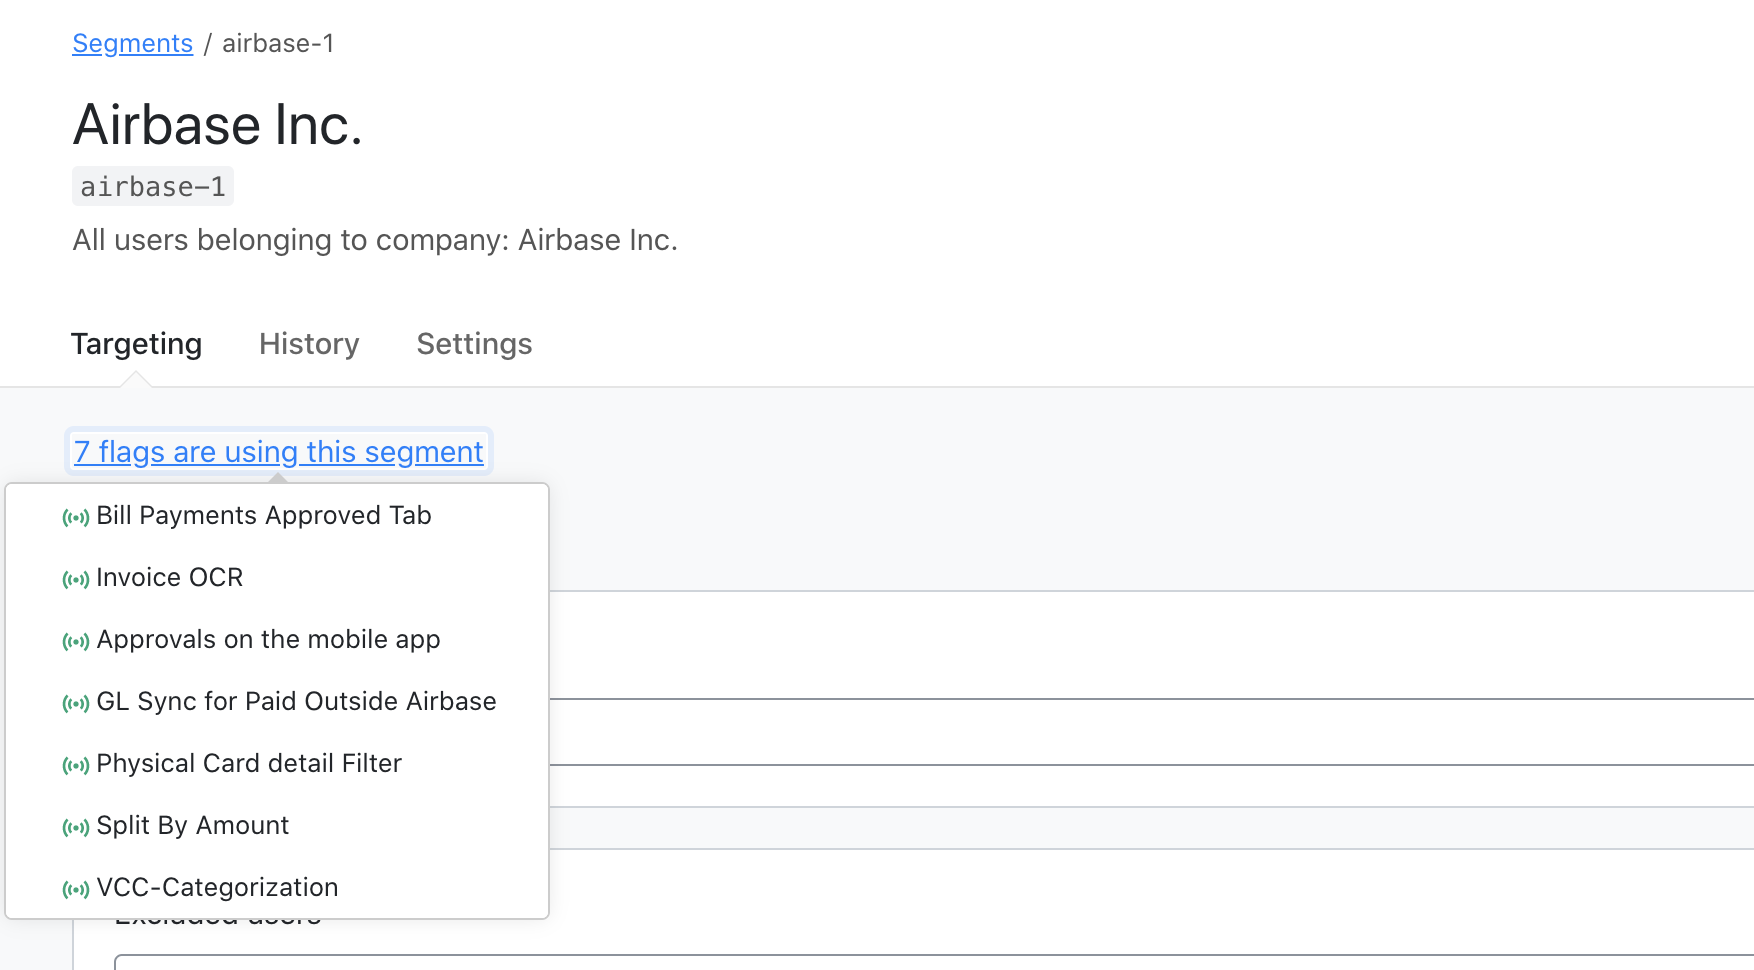 Segments / airbase-1
Airbase Inc.
airbase-1
All users belonging to company: Airbase Inc.
Targeting History Settings
7 flags are using this segment
Bill Payments Approved Tab
Invoice OCR
Approvals on the mobile app
GL Sync for Paid Outside Airbase
Physical Card detail Filter
Split By Amount
VCC-Categorization
Excluded users